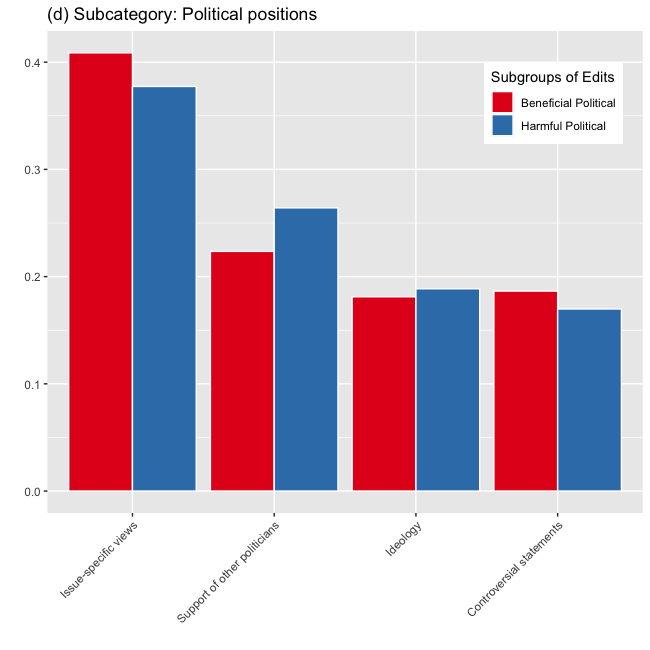 (d) Subcategory: Political positions
Subgroups of Edits
Beneficial Political
Harmful Political
0.4
0.3
0.2
0.1
0.0
Issue-specific views
Support of other politicians
Ideology
Controversial statements